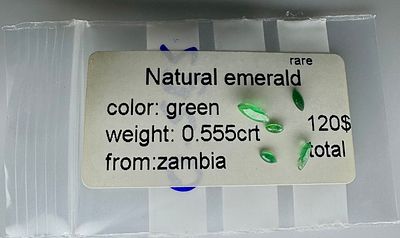 rare
Natural emerald
color: green
weight: 0.555crt
120$
from:zambia
total